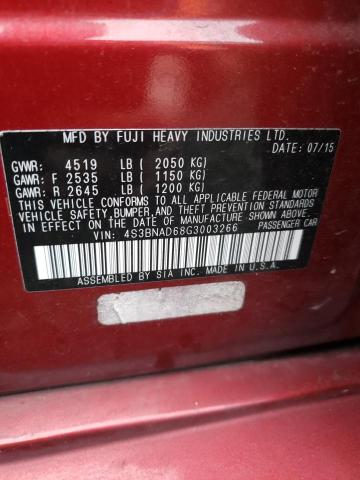 MFD BY FUJI HEAVY INDUSTRIES LTD.
DATE: 07/15
GVWR: 4519 LB ( 2050 KG)
GAWR: F 2535 LB ( 1150 KG)
GAWR: R 2645 LB ( 1200 KG)
THIS VEHICLE CONFORMS TO ALL APPLICABLE FEDERAL MOTOR
VEHICLE SAFETY, BUMPER, AND THEFT PREVENTION STANDARDS
IN EFFECT ON THE DATE OF MANUFACTURE SHOWN ABOVE.
VIN: 4S3BNAD68G3003266 PASSENGER CAR
ASSEMBLED BY SIA INC. MADE IN U.S.A.